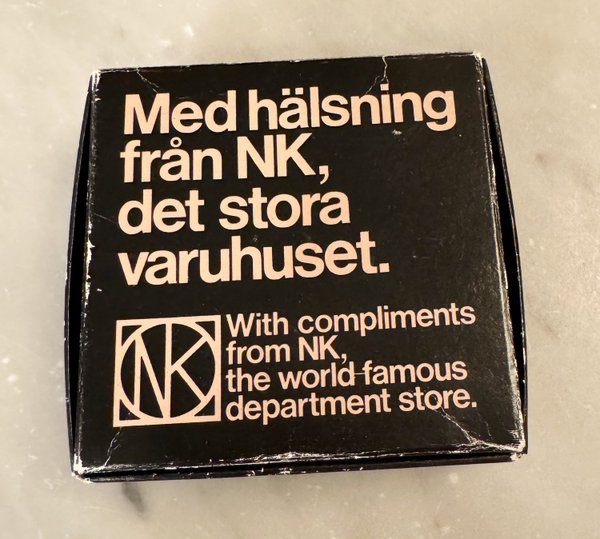 Med hälsning
från NK,
det stora
varuhuset.
NK
With compliments
from NK,
the world famous
department store.